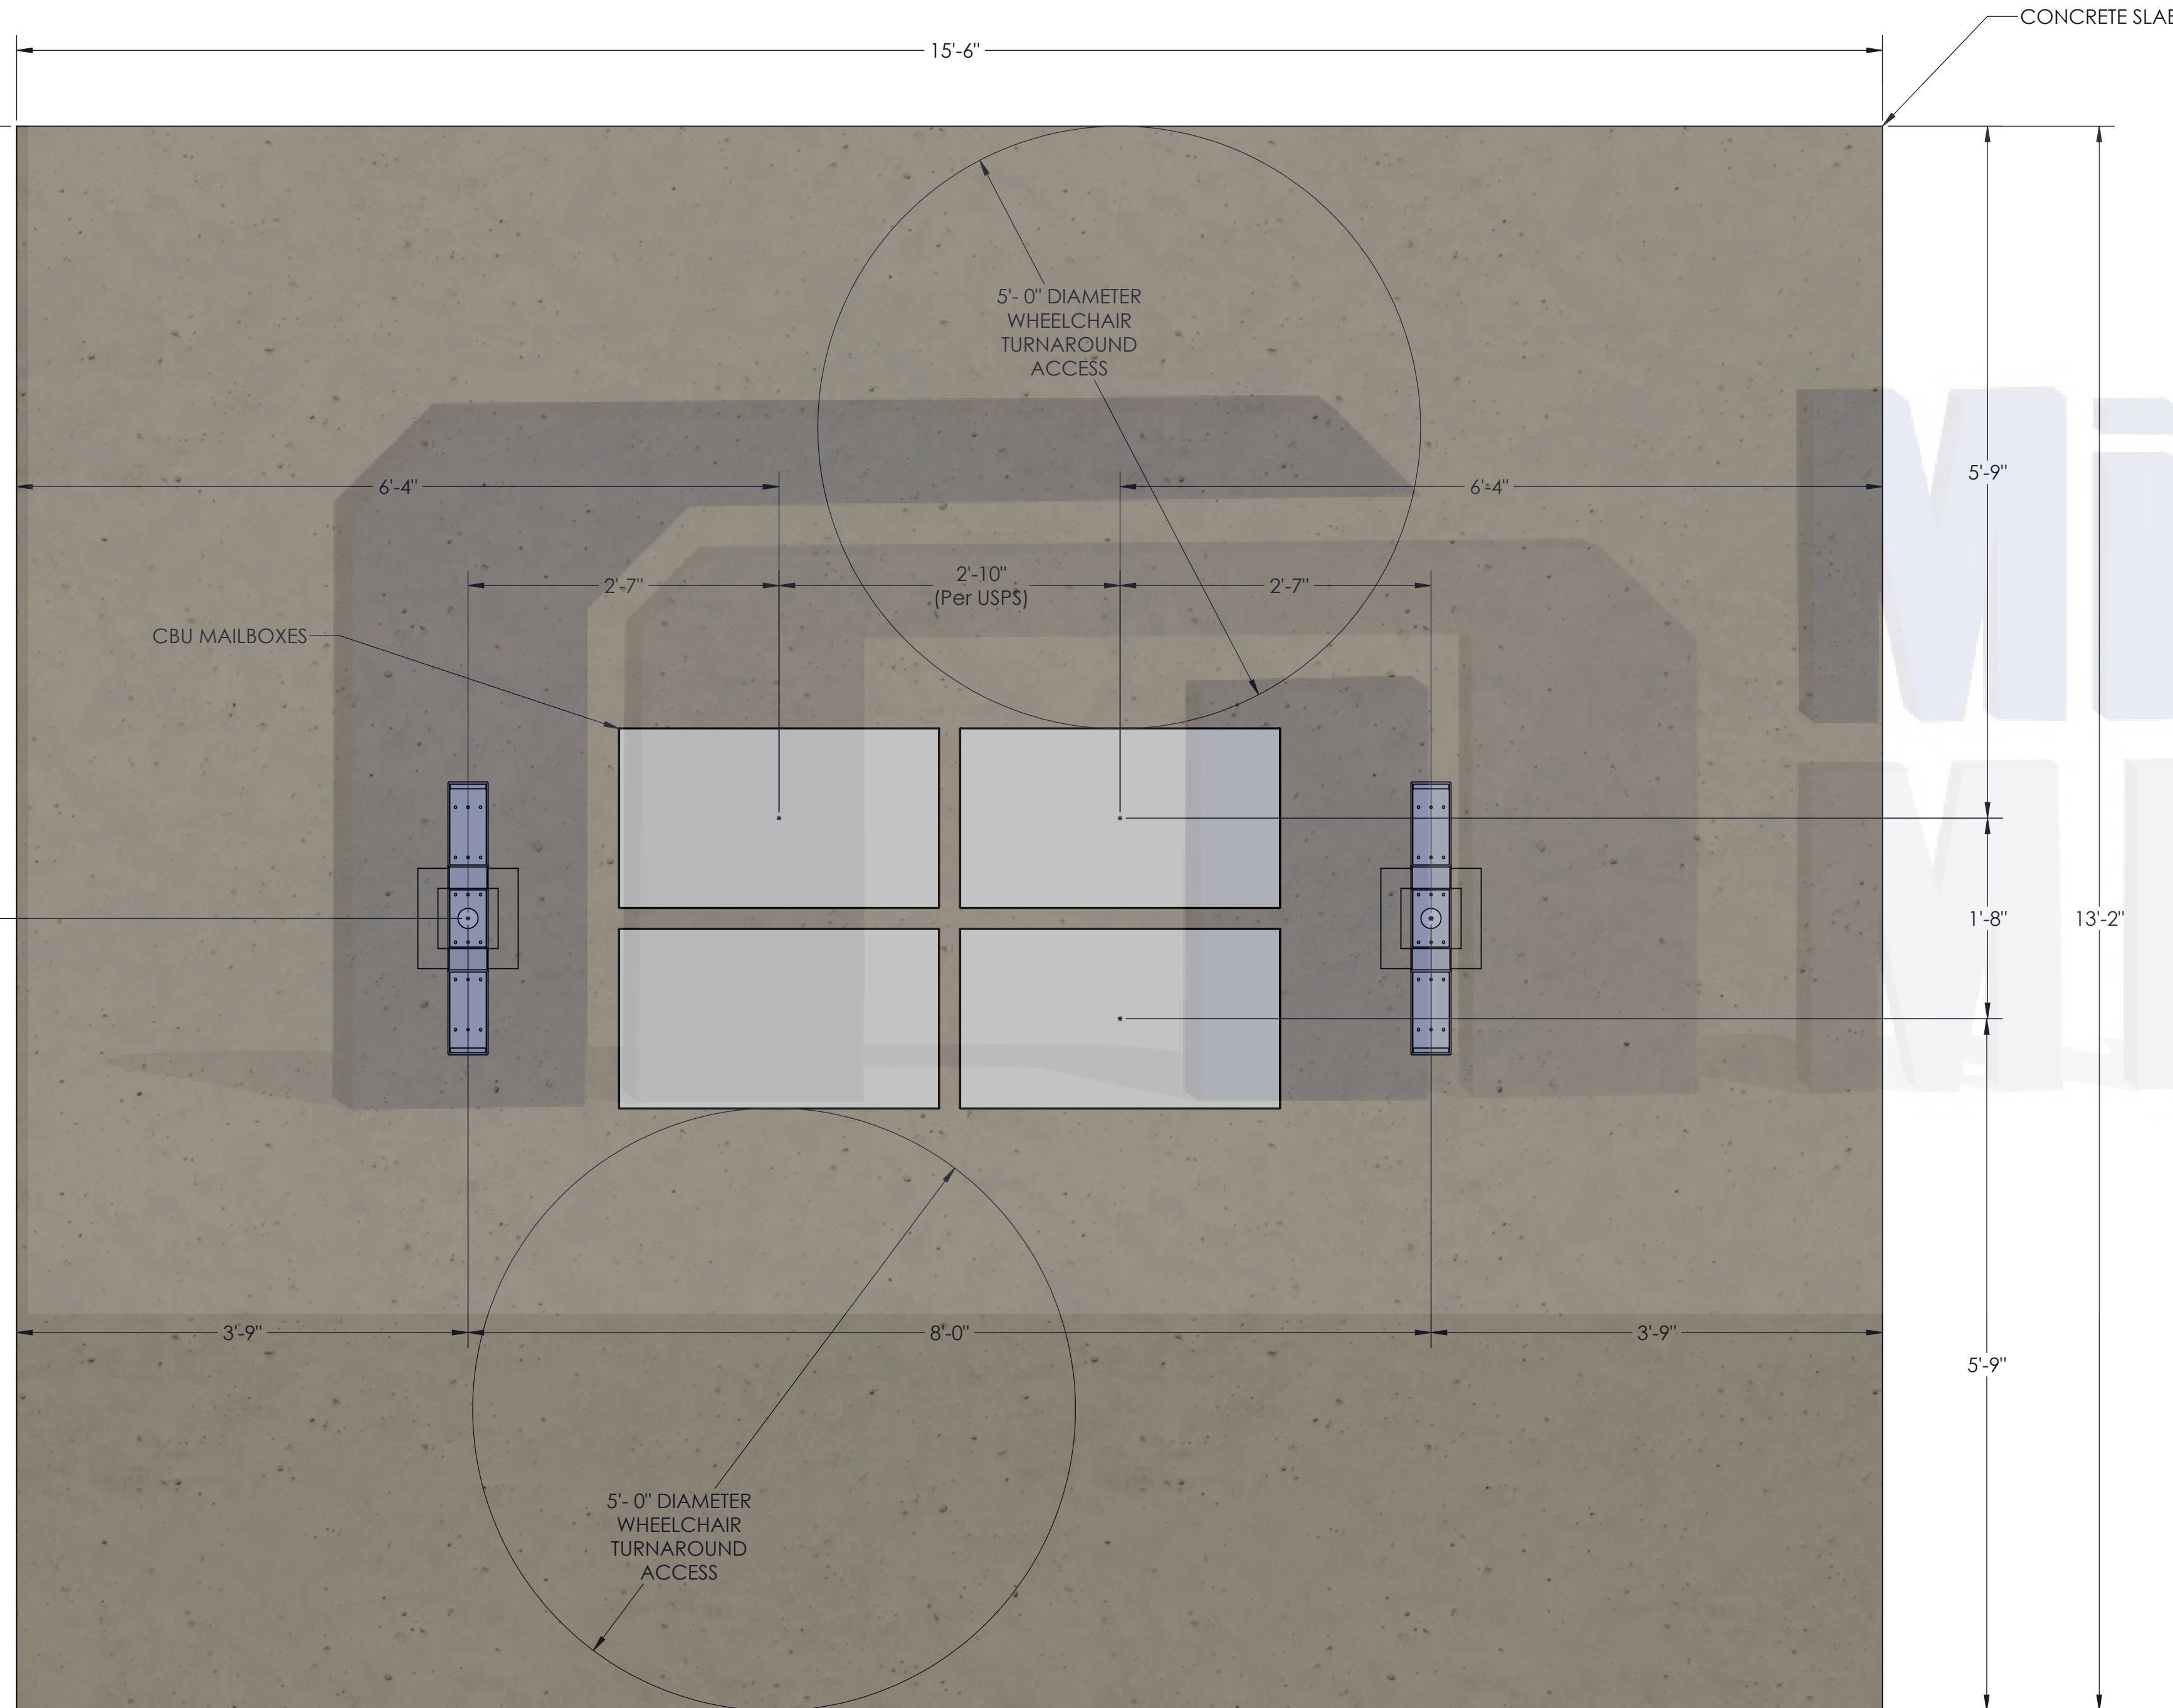 CONCRETE SLAB
15'-6"
5'- 0" DIAMETER
WHEELCHAIR
TURNAROUND
ACCESS
6'-4"
6'-4"
5'-9"
2'-7"
2'-10"
(Per USPS)
2'-7"
CBU MAILBOXES
1'-8"
13'-2"
3'-9"
8'-0"
3'-9"
5'-9"
5'- 0" DIAMETER
WHEELCHAIR
TURNAROUND
ACCESS